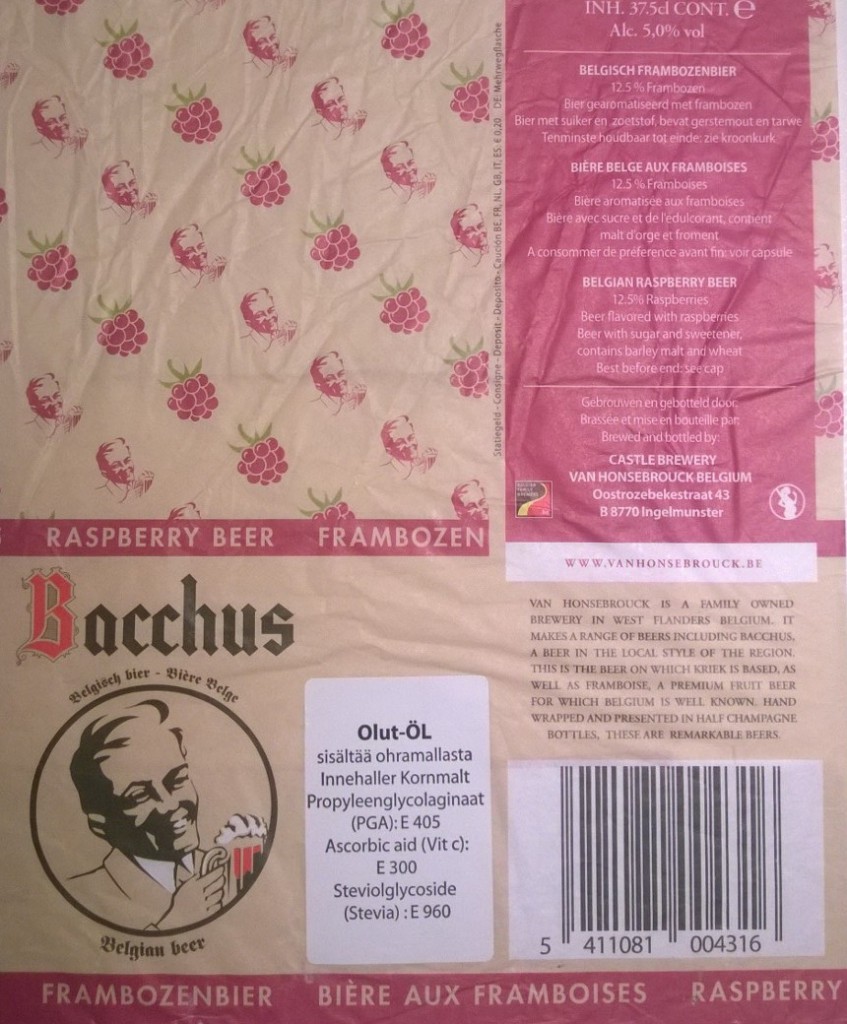 INH. 37.5cl CONT. e
Alc. 5,0% vol
BELGISCH FRAMBOZENBIER
12.5 % Frambozen
Bier gearomatiseerd met frambozen
Bier met suiker en zoetstof, bevat gerstemout en tarwe
Tenminste houdbaar tot einde: zie kroonkurk
BIÈRE BELGE AUX FRAMBOISES
12.5 % Framboises
Bière aromatisée aux framboises
Bière avec sucre et de l'edulcorant, contient
malt d'orge et froment
A consommer de préference avant fin: voir capsule
BELGIAN RASPBERRY BEER
12.5% Raspberries
Beer flavored with raspberries
Beer with sugar and sweetener,
contains barley malt and wheat
Best before end: see cap
Gebrouwen en gebotteld door:
Brassée et mise en bouteille par:
Brewed and bottled by:
CASTLE BREWERY
VAN HONSEBROUCK BELGIUM
Oostrozebekestraat 43
B 8770 Ingelmunster
Statiegeld - Consigne - Deposit - Deposito - Caución BE, FR, NL, GB, IT, ES: € 0,20 DE: Mehrwegflasche
RASPBERRY BEER FRAMBOZEN
WWW.VANHONSEBROUCK.BE
Bacchus
Belgisch bier - Bière Belge
Belgian beer
Olut-ÖL
sisältää ohramallasta
Innehaller Kornmalt
Propyleenglycolaginaat
(PGA): E 405
Ascorbic aid (Vit c):
E 300
Steviolglycoside
(Stevia) : E 960
VAN HONSEBROUCK IS A FAMILY OWNED
BREWERY IN WEST FLANDERS BELGIUM. IT
MAKES A RANGE OF BEERS INCLUDING BACCHUS,
A BEER IN THE LOCAL STYLE OF THE REGION.
THIS IS THE BEER ON WHICH KRIEK IS BASED, AS
WELL AS FRAMBOISE, A PREMIUM FRUIT BEER
FOR WHICH BELGIUM IS WELL KNOWN. HAND
WRAPPED AND PRESENTED IN HALF CHAMPAGNE
BOTTLES, THESE ARE REMARKABLE BEERS.
5 411081 004316
FRAMBOZENBIER BIÈRE AUX FRAMBOISES RASPBERRY